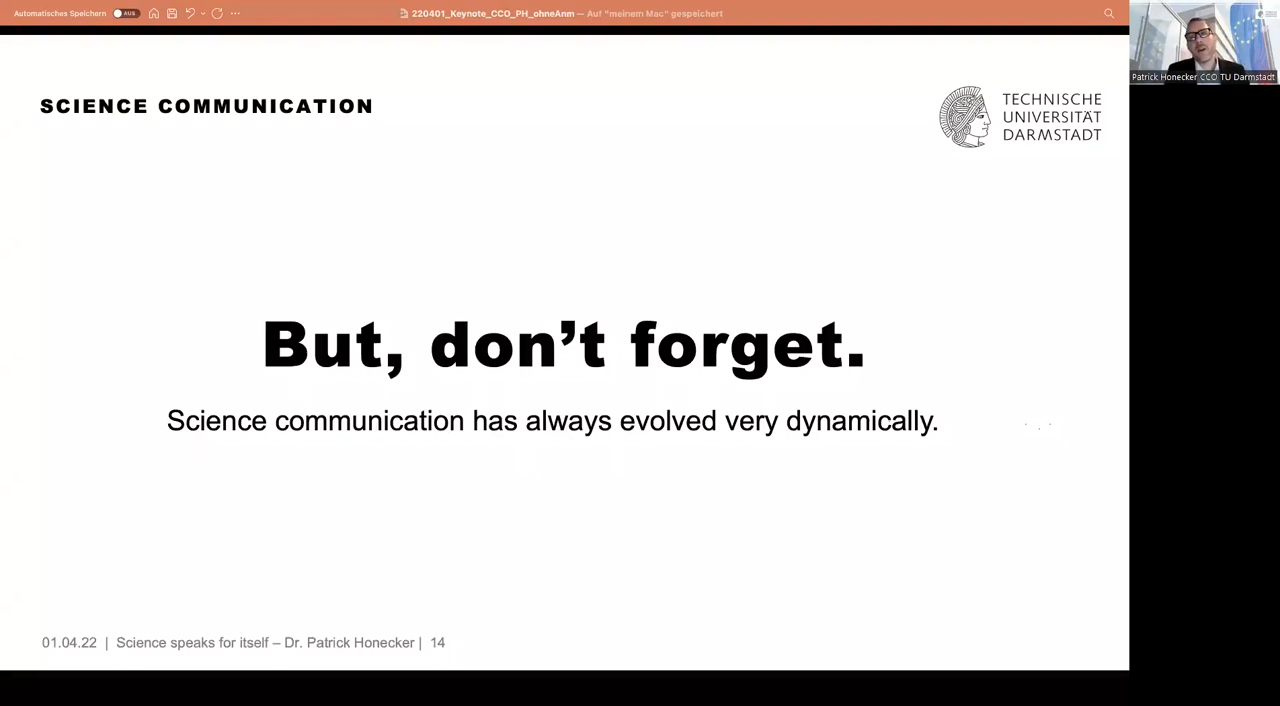 Automatisches Speichern AUS
220401_Keynote_CCO_PH_ohneAnm — Auf "meinem Mac" gespeichert
Patrick Honecker CCO TU Darmstadt
SCIENCE COMMUNICATION
TECHNISCHE
UNIVERSITÄT
DARMSTADT
But, don’t forget.
Science communication has always evolved very dynamically.
01.04.22 | Science speaks for itself – Dr. Patrick Honecker | 14